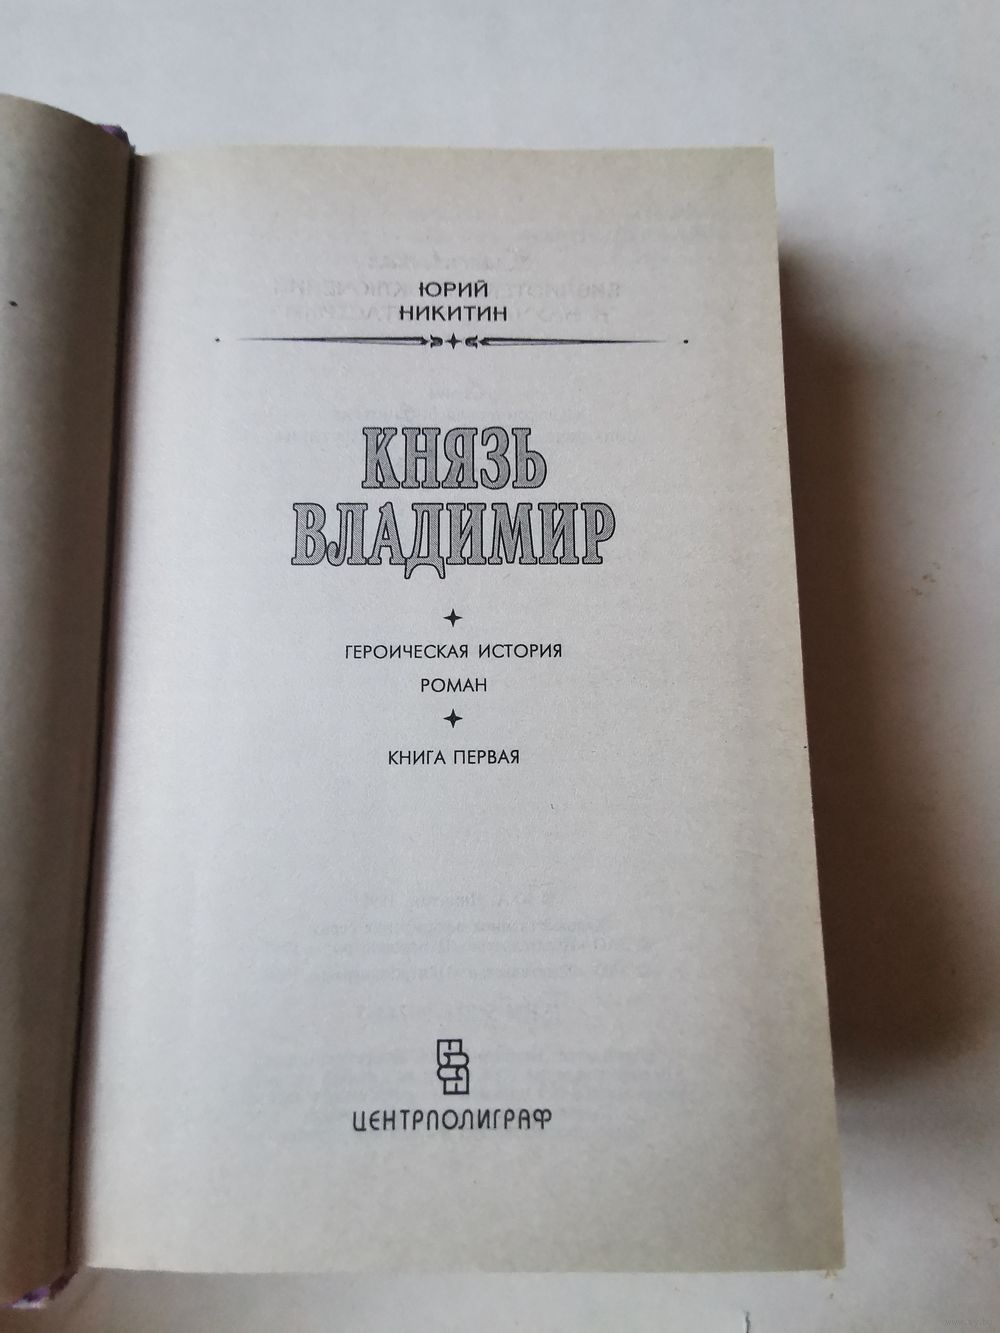 ЮРИЙ
НИКИТИН
КНЯЗЬ
ВЛАДИМИР
ГЕРОИЧЕСКАЯ ИСТОРИЯ
РОМАН
КНИГА ПЕРВАЯ
ЦЕНТРПОЛИГРАФ